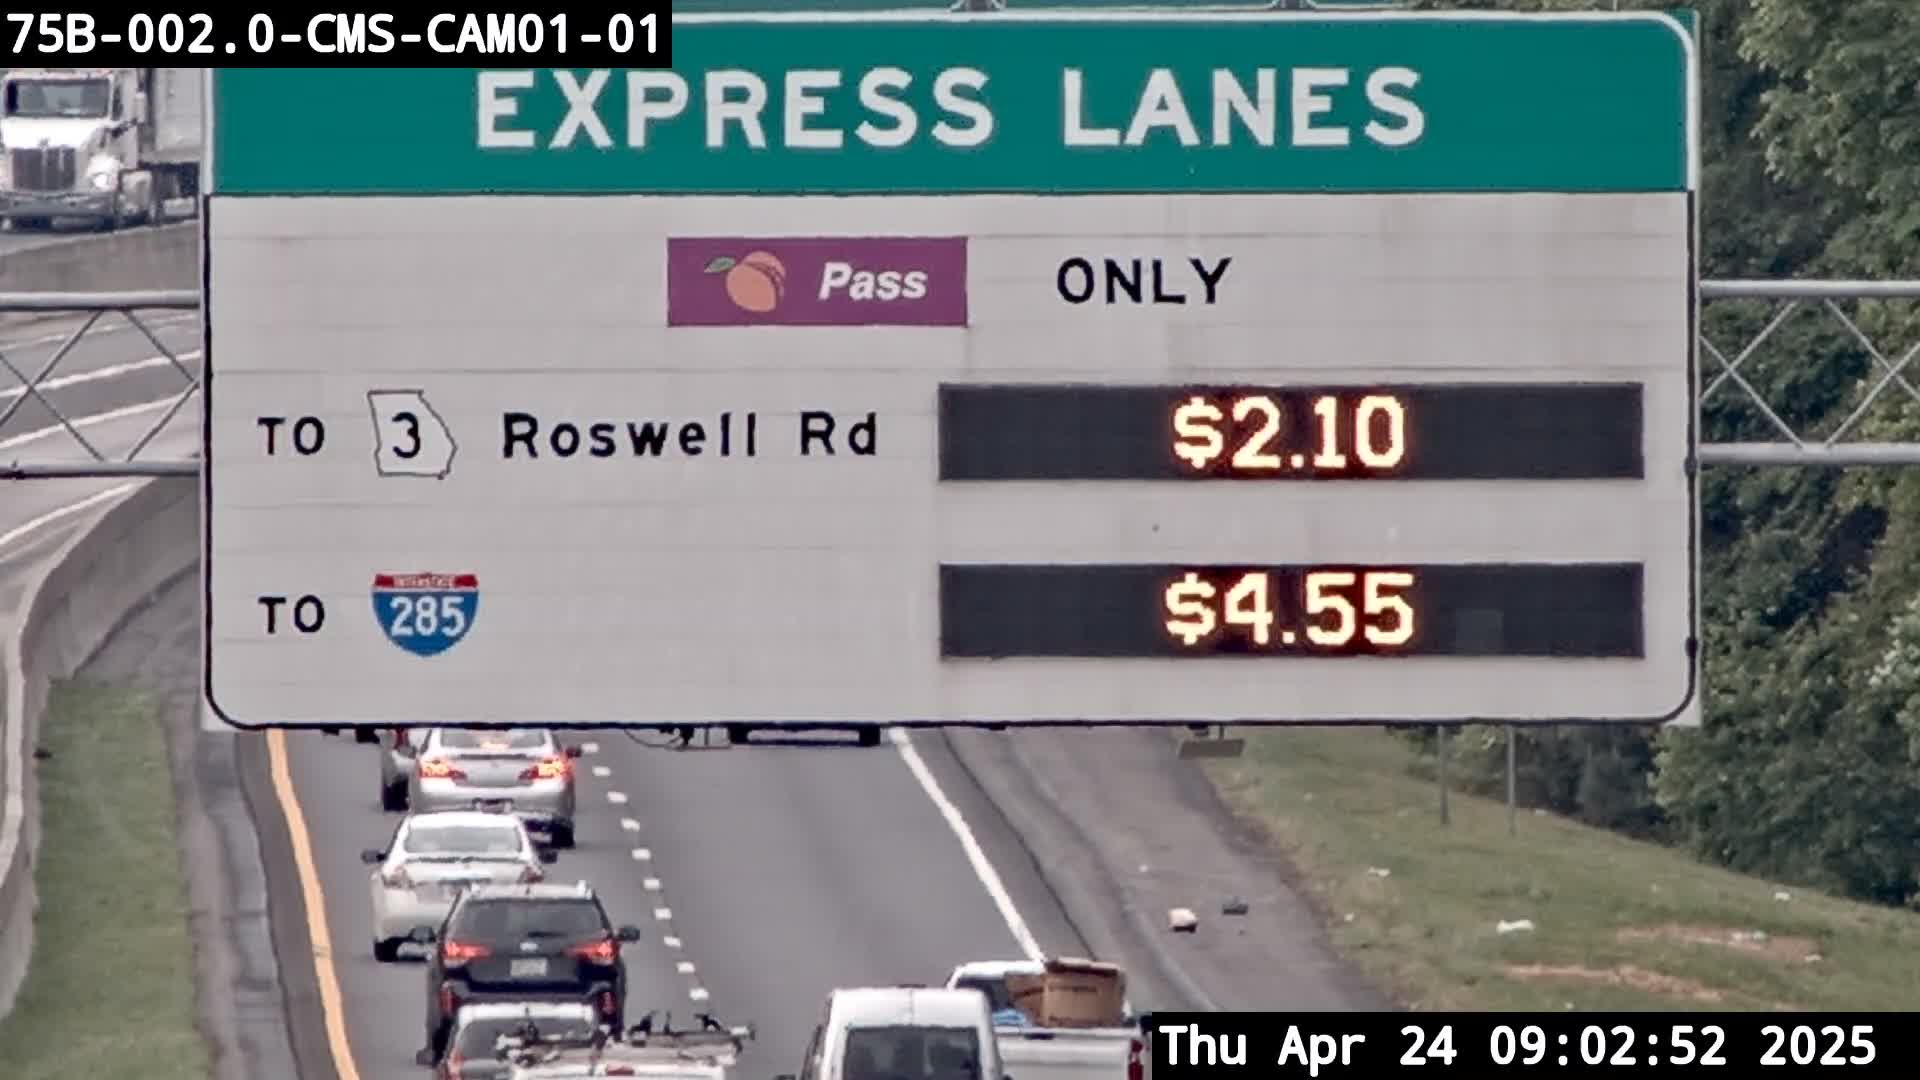 75B-002.0-CMS-CAM01-01
EXPRESS LANES
Pass ONLY
TO 3 Roswell Rd $2.10
TO INTERSTATE 285 $4.55
Thu Apr 24 09:02:52 2025